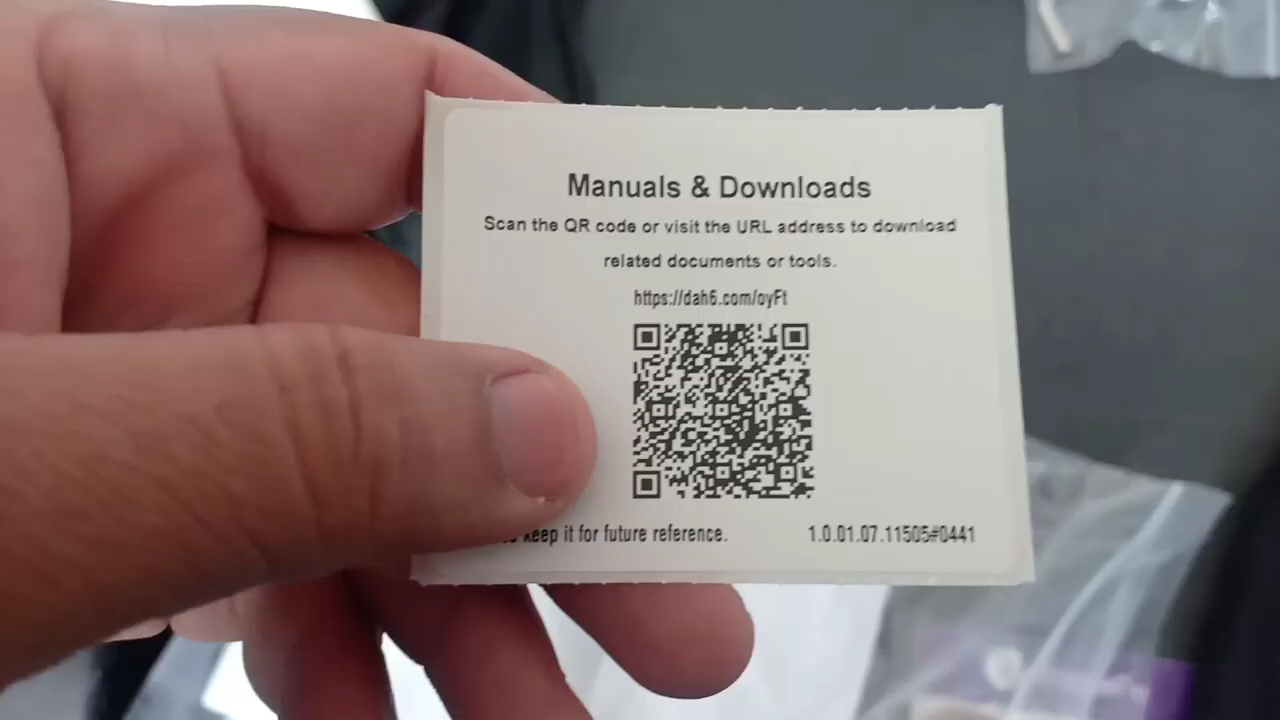 Manuals & Downloads
Scan the QR code or visit the URL address to download
related documents or tools.
https://dah6.com/oyFt
keep it for future reference.
1.0.01.07.11505#0441